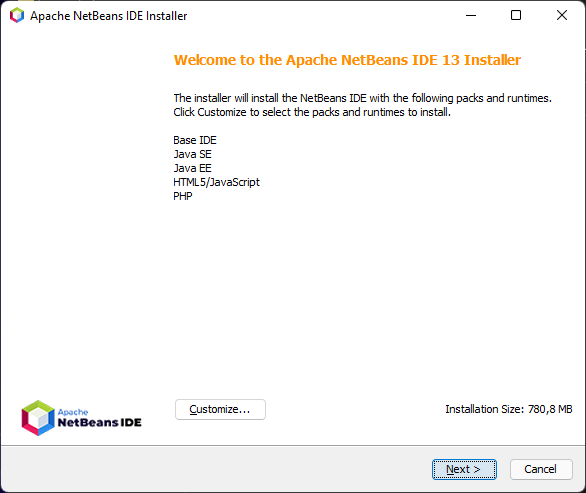 Apache NetBeans IDE Installer
Welcome to the Apache NetBeans IDE 13 Installer
The installer will install the NetBeans IDE with the following packs and runtimes.
Click Customize to select the packs and runtimes to install.
Base IDE
Java SE
Java EE
HTML5/JavaScript
PHP
Apache
NetBeans IDE
Customize...
Installation Size: 780,8 MB
Next >
Cancel